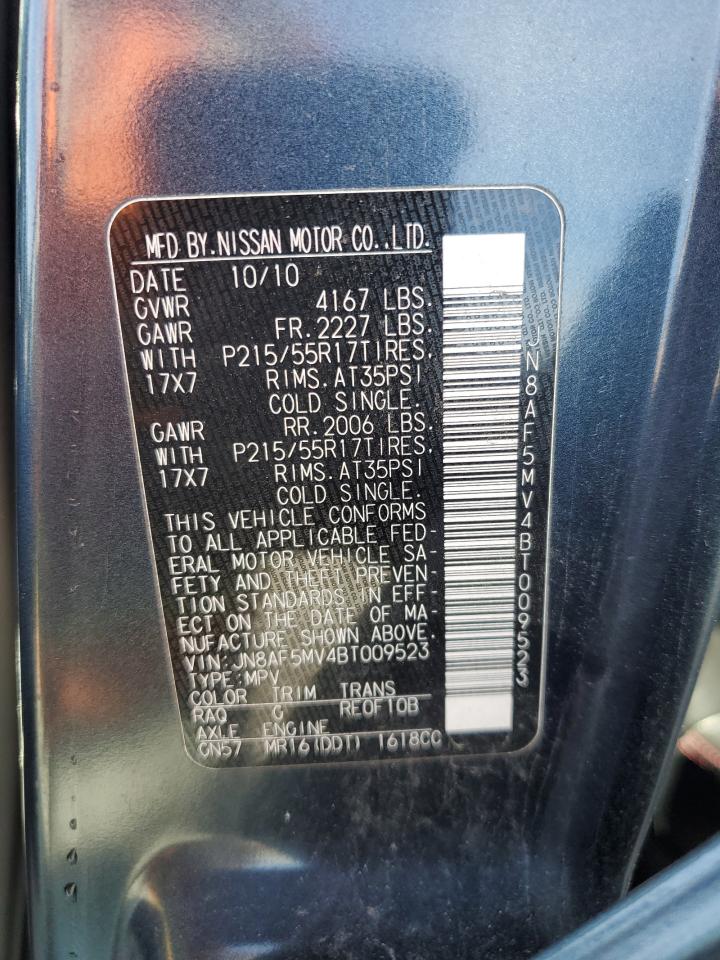 MFD BY.NISSAN MOTOR CO.,LTD.
DATE 10/10
GVWR 4167 LBS.
GAWR FR.2227 LBS.
WITH P215/55R17TIRES.
17X7 RIMS.AT35PSI
COLD SINGLE.
GAWR RR.2006 LBS.
WITH P215/55R17TIRES.
17X7 RIMS.AT35PSI
COLD SINGLE.
THIS VEHICLE CONFORMS
TO ALL APPLICABLE FED-
ERAL MOTOR VEHICLE SA-
FETY AND THEFT PREVEN-
TION STANDARDS IN EFF-
ECT ON THE DATE OF MA-
NUFACTURE SHOWN ABOVE.
VIN:JN8AF5MV4BT009523
TYPE:MPV
COLOR TRIM TRANS
RAQ G RE0F10B
AXLE ENGINE
GN57 MR16(DDT) 1618CC
JN8AF5MV4BT009523